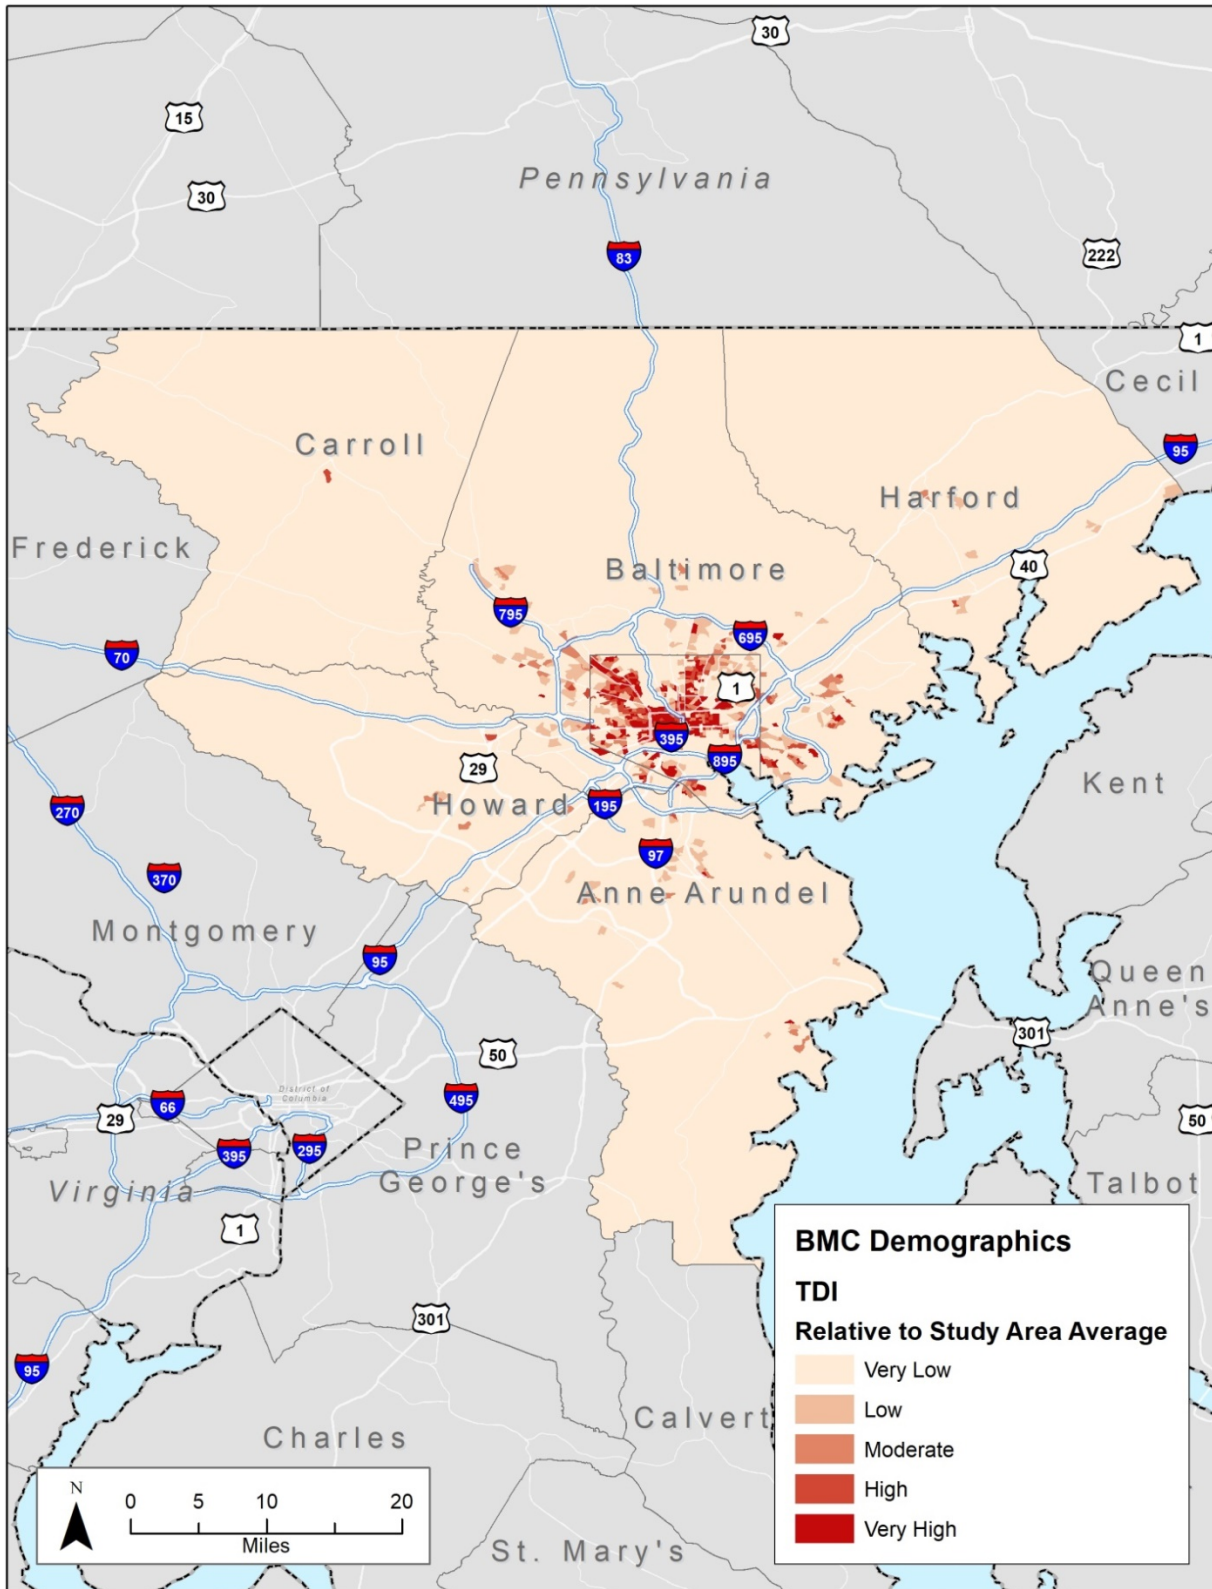 30
15
Pennsylvania
30
83
222
1
Cecil
Carroll
95
Harford
Frederick
40
Baltimore
795
695
70
1
395
29
895
Kent
270
Howard
195
97
370
Anne Arundel
Montgomery
95
Queen
Anne's
301
50
District of
Columbia
66
495
29
50
395
295
Prince
George's
Virginia
Talbot
1
301
95
Calvert
Charles
St. Mary's
BMC Demographics
TDI
Relative to Study Area Average
Very Low
Low
Moderate
High
Very High
N
0 5 10 20
Miles